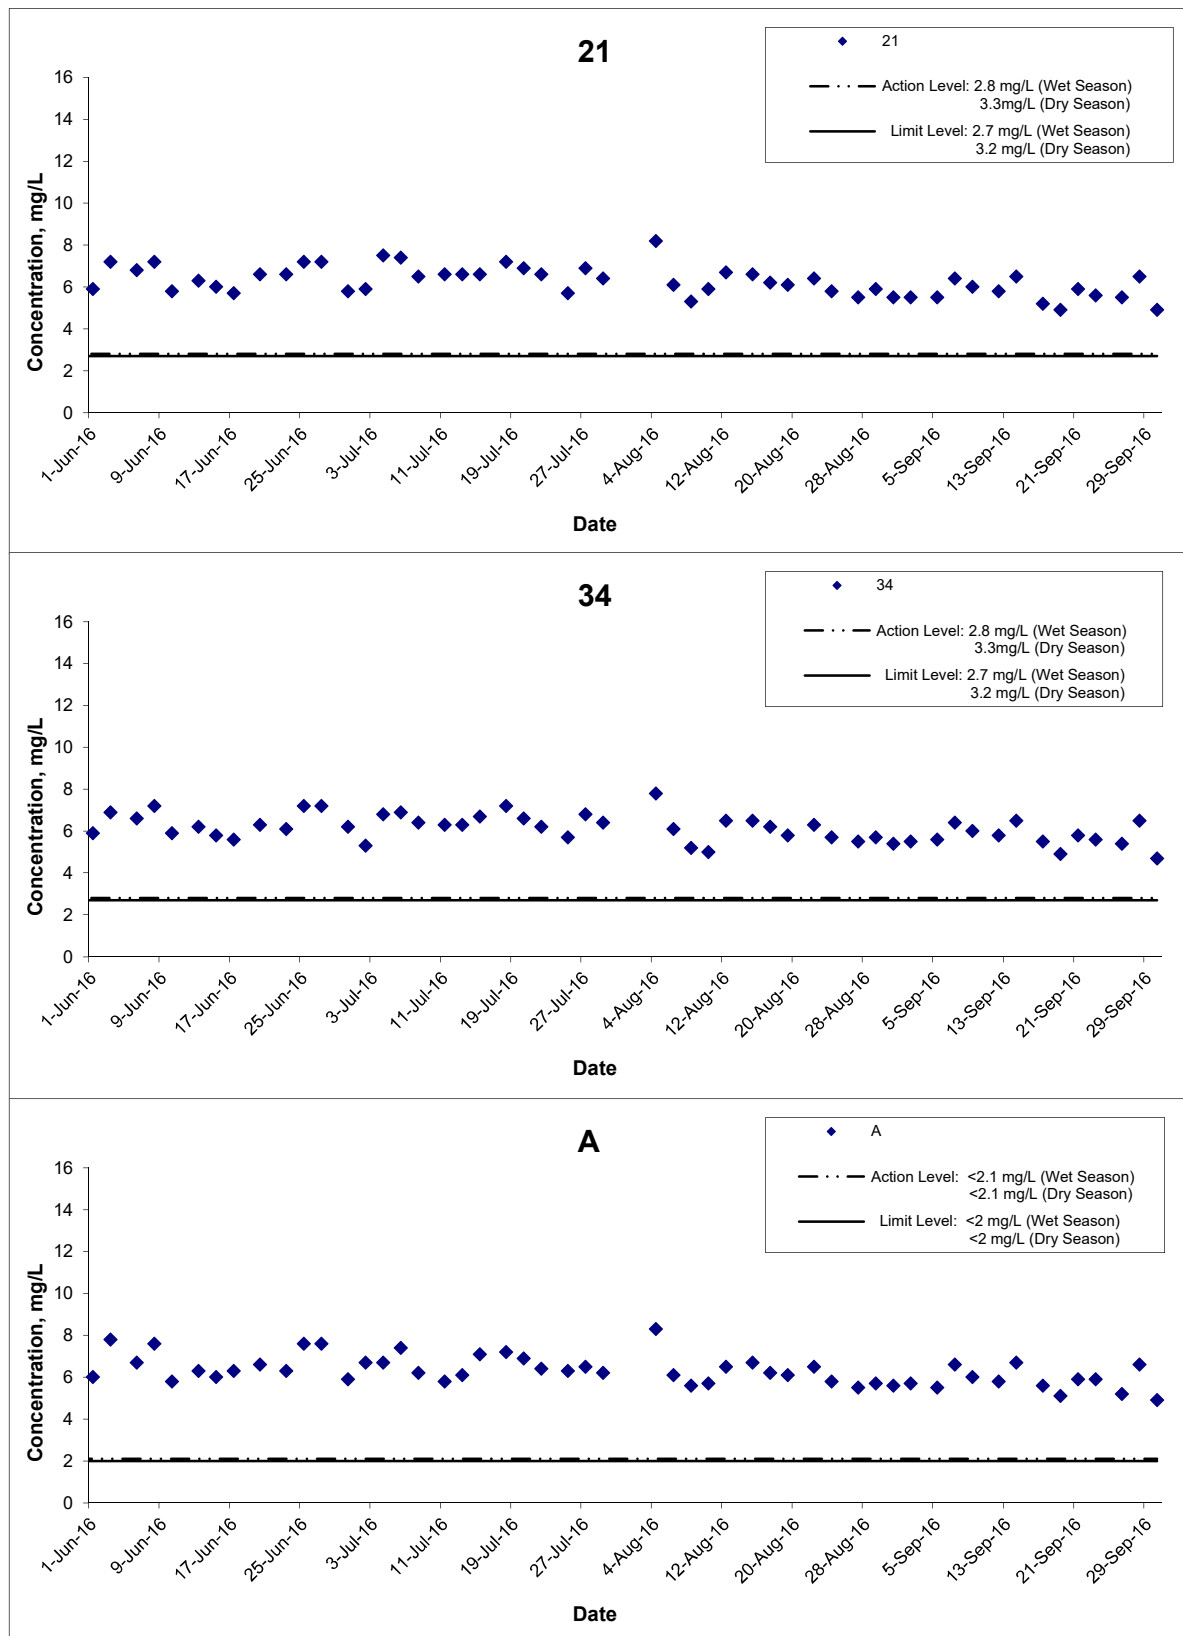 21
21
Action Level: 2.8 mg/L (Wet Season)
3.3mg/L (Dry Season)
Limit Level: 2.7 mg/L (Wet Season)
3.2 mg/L (Dry Season)
Concentration, mg/L
16
14
12
10
8
6
4
2
0
1-Jun-16
9-Jun-16
17-Jun-16
25-Jun-16
3-Jul-16
11-Jul-16
19-Jul-16
27-Jul-16
4-Aug-16
12-Aug-16
20-Aug-16
28-Aug-16
5-Sep-16
13-Sep-16
21-Sep-16
29-Sep-16
Date
34
34
Action Level: 2.8 mg/L (Wet Season)
3.3mg/L (Dry Season)
Limit Level: 2.7 mg/L (Wet Season)
3.2 mg/L (Dry Season)
Concentration, mg/L
16
14
12
10
8
6
4
2
0
1-Jun-16
9-Jun-16
17-Jun-16
25-Jun-16
3-Jul-16
11-Jul-16
19-Jul-16
27-Jul-16
4-Aug-16
12-Aug-16
20-Aug-16
28-Aug-16
5-Sep-16
13-Sep-16
21-Sep-16
29-Sep-16
Date
A
A
Action Level: <2.1 mg/L (Wet Season)
<2.1 mg/L (Dry Season)
Limit Level: <2 mg/L (Wet Season)
<2 mg/L (Dry Season)
Concentration, mg/L
16
14
12
10
8
6
4
2
0
1-Jun-16
9-Jun-16
17-Jun-16
25-Jun-16
3-Jul-16
11-Jul-16
19-Jul-16
27-Jul-16
4-Aug-16
12-Aug-16
20-Aug-16
28-Aug-16
5-Sep-16
13-Sep-16
21-Sep-16
29-Sep-16
Date